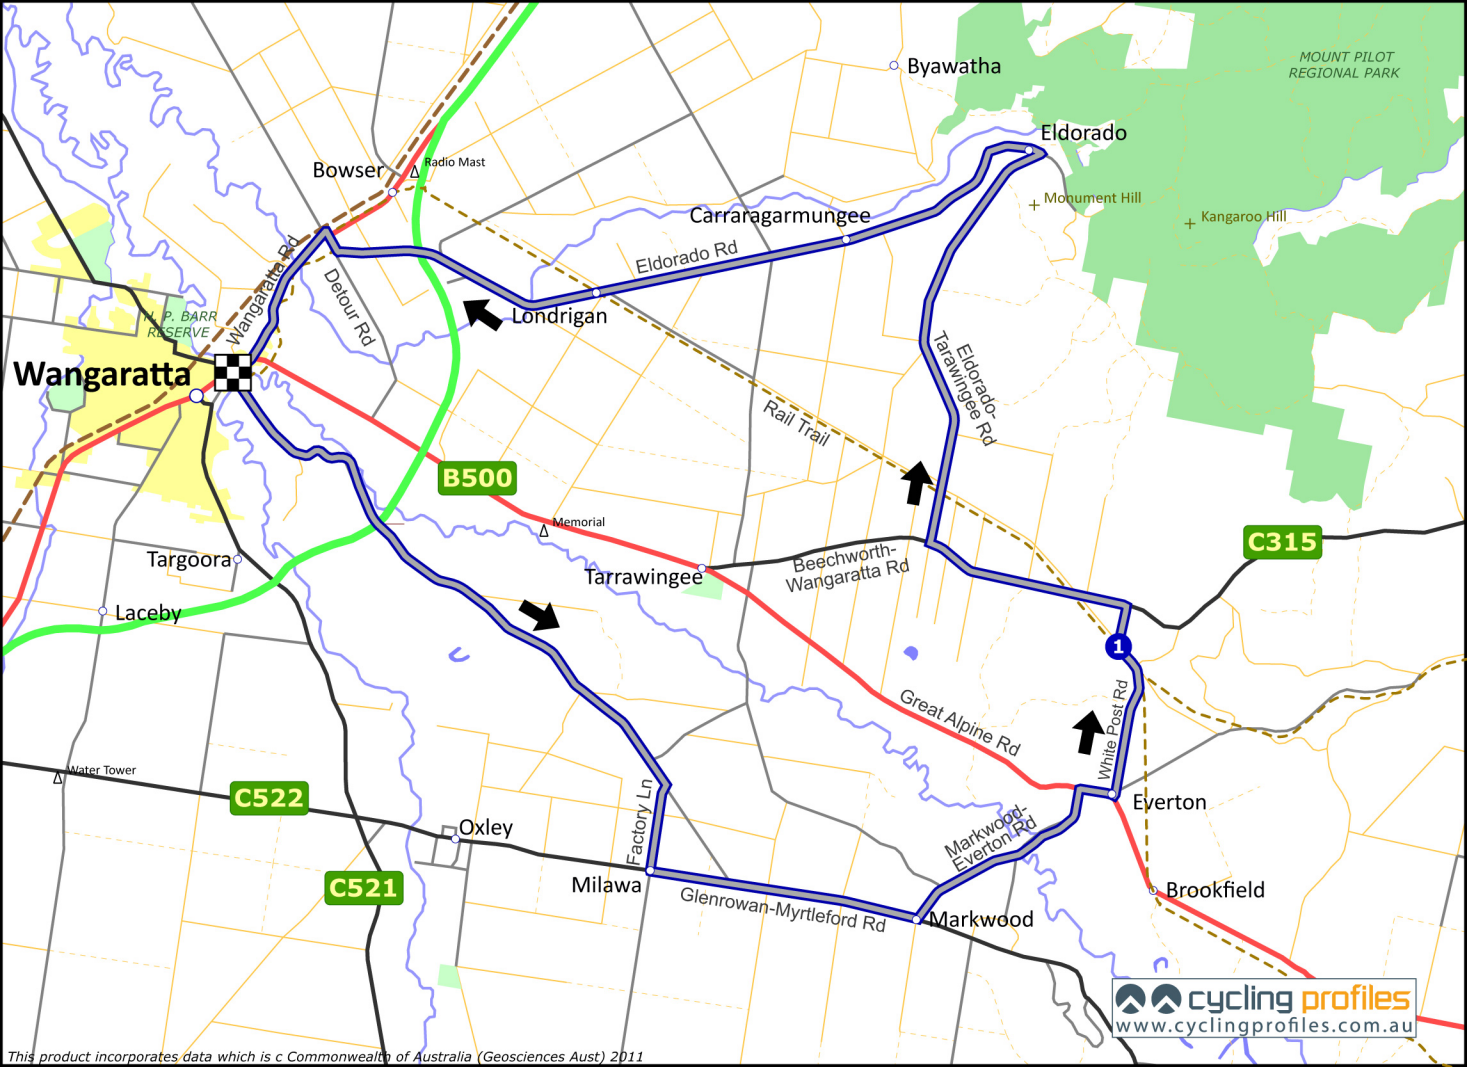 MOUNT PILOT
REGIONAL PARK
Byawatha
Eldorado
Radio Mast
Bowser
Monument Hill
Carraragarmungee
Kangaroo Hill
Eldorado Rd
Wangaratta Rd
Detour Rd
H. P. BARR
RESERVE
Londrigan
Wangaratta
Eldorado-
Tarawingee Rd
Rail Trail
B500
Memorial
C315
Targoora
Tarrawingee
Beechworth-
Wangaratta Rd
Laceby
1
Great Alpine Rd
White Post Rd
Water Tower
C522
Everton
Oxley
Factory Ln
Markwood-
Everton Rd
C521
Milawa
Glenrowan-Myrtleford Rd
Brookfield
Markwood
cycling profiles
www.cyclingprofiles.com.au
This product incorporates data which is c Commonwealth of Australia (Geosciences Aust) 2011